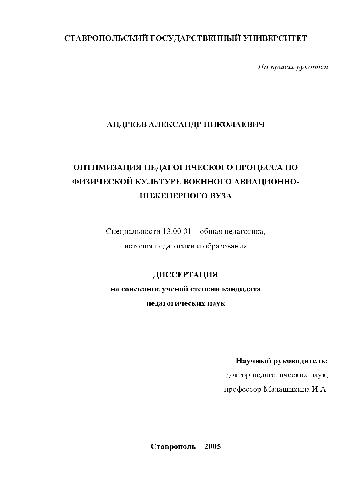 СТАВРОПОЛЬСКИЙ ГОСУДАРСТВЕННЫЙ УНИВЕРСИТЕТ
На правах рукописи
АНДРЕЕВ АЛЕКСАНДР НИКОЛАЕВИЧ
ОПТИМИЗАЦИЯ ПЕДАГОГИЧЕСКОГО ПРОЦЕССА ПО
ФИЗИЧЕСКОЙ КУЛЬТУРЕ ВОЕННОГО АВИАЦИОННО-
ИНЖЕНЕРНОГО ВУЗА
Специальность 13.00.01 – общая педагогика,
история педагогики и образования
ДИССЕРТАЦИЯ
на соискание ученой степени кандидата
педагогических наук
Научный руководитель:
доктор педагогических наук,
профессор И.А.
Ставрополь – 2005